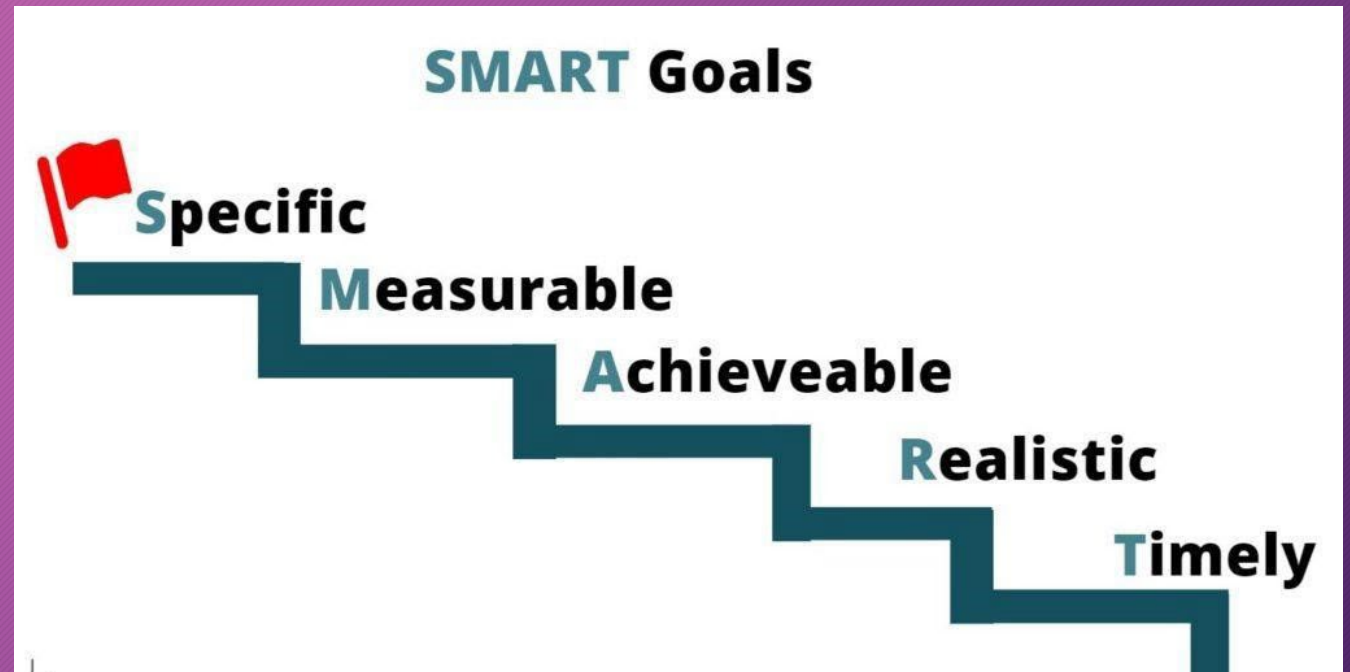 SMART Goals
Specific
Measurable
Achieveable
Realistic
Timely